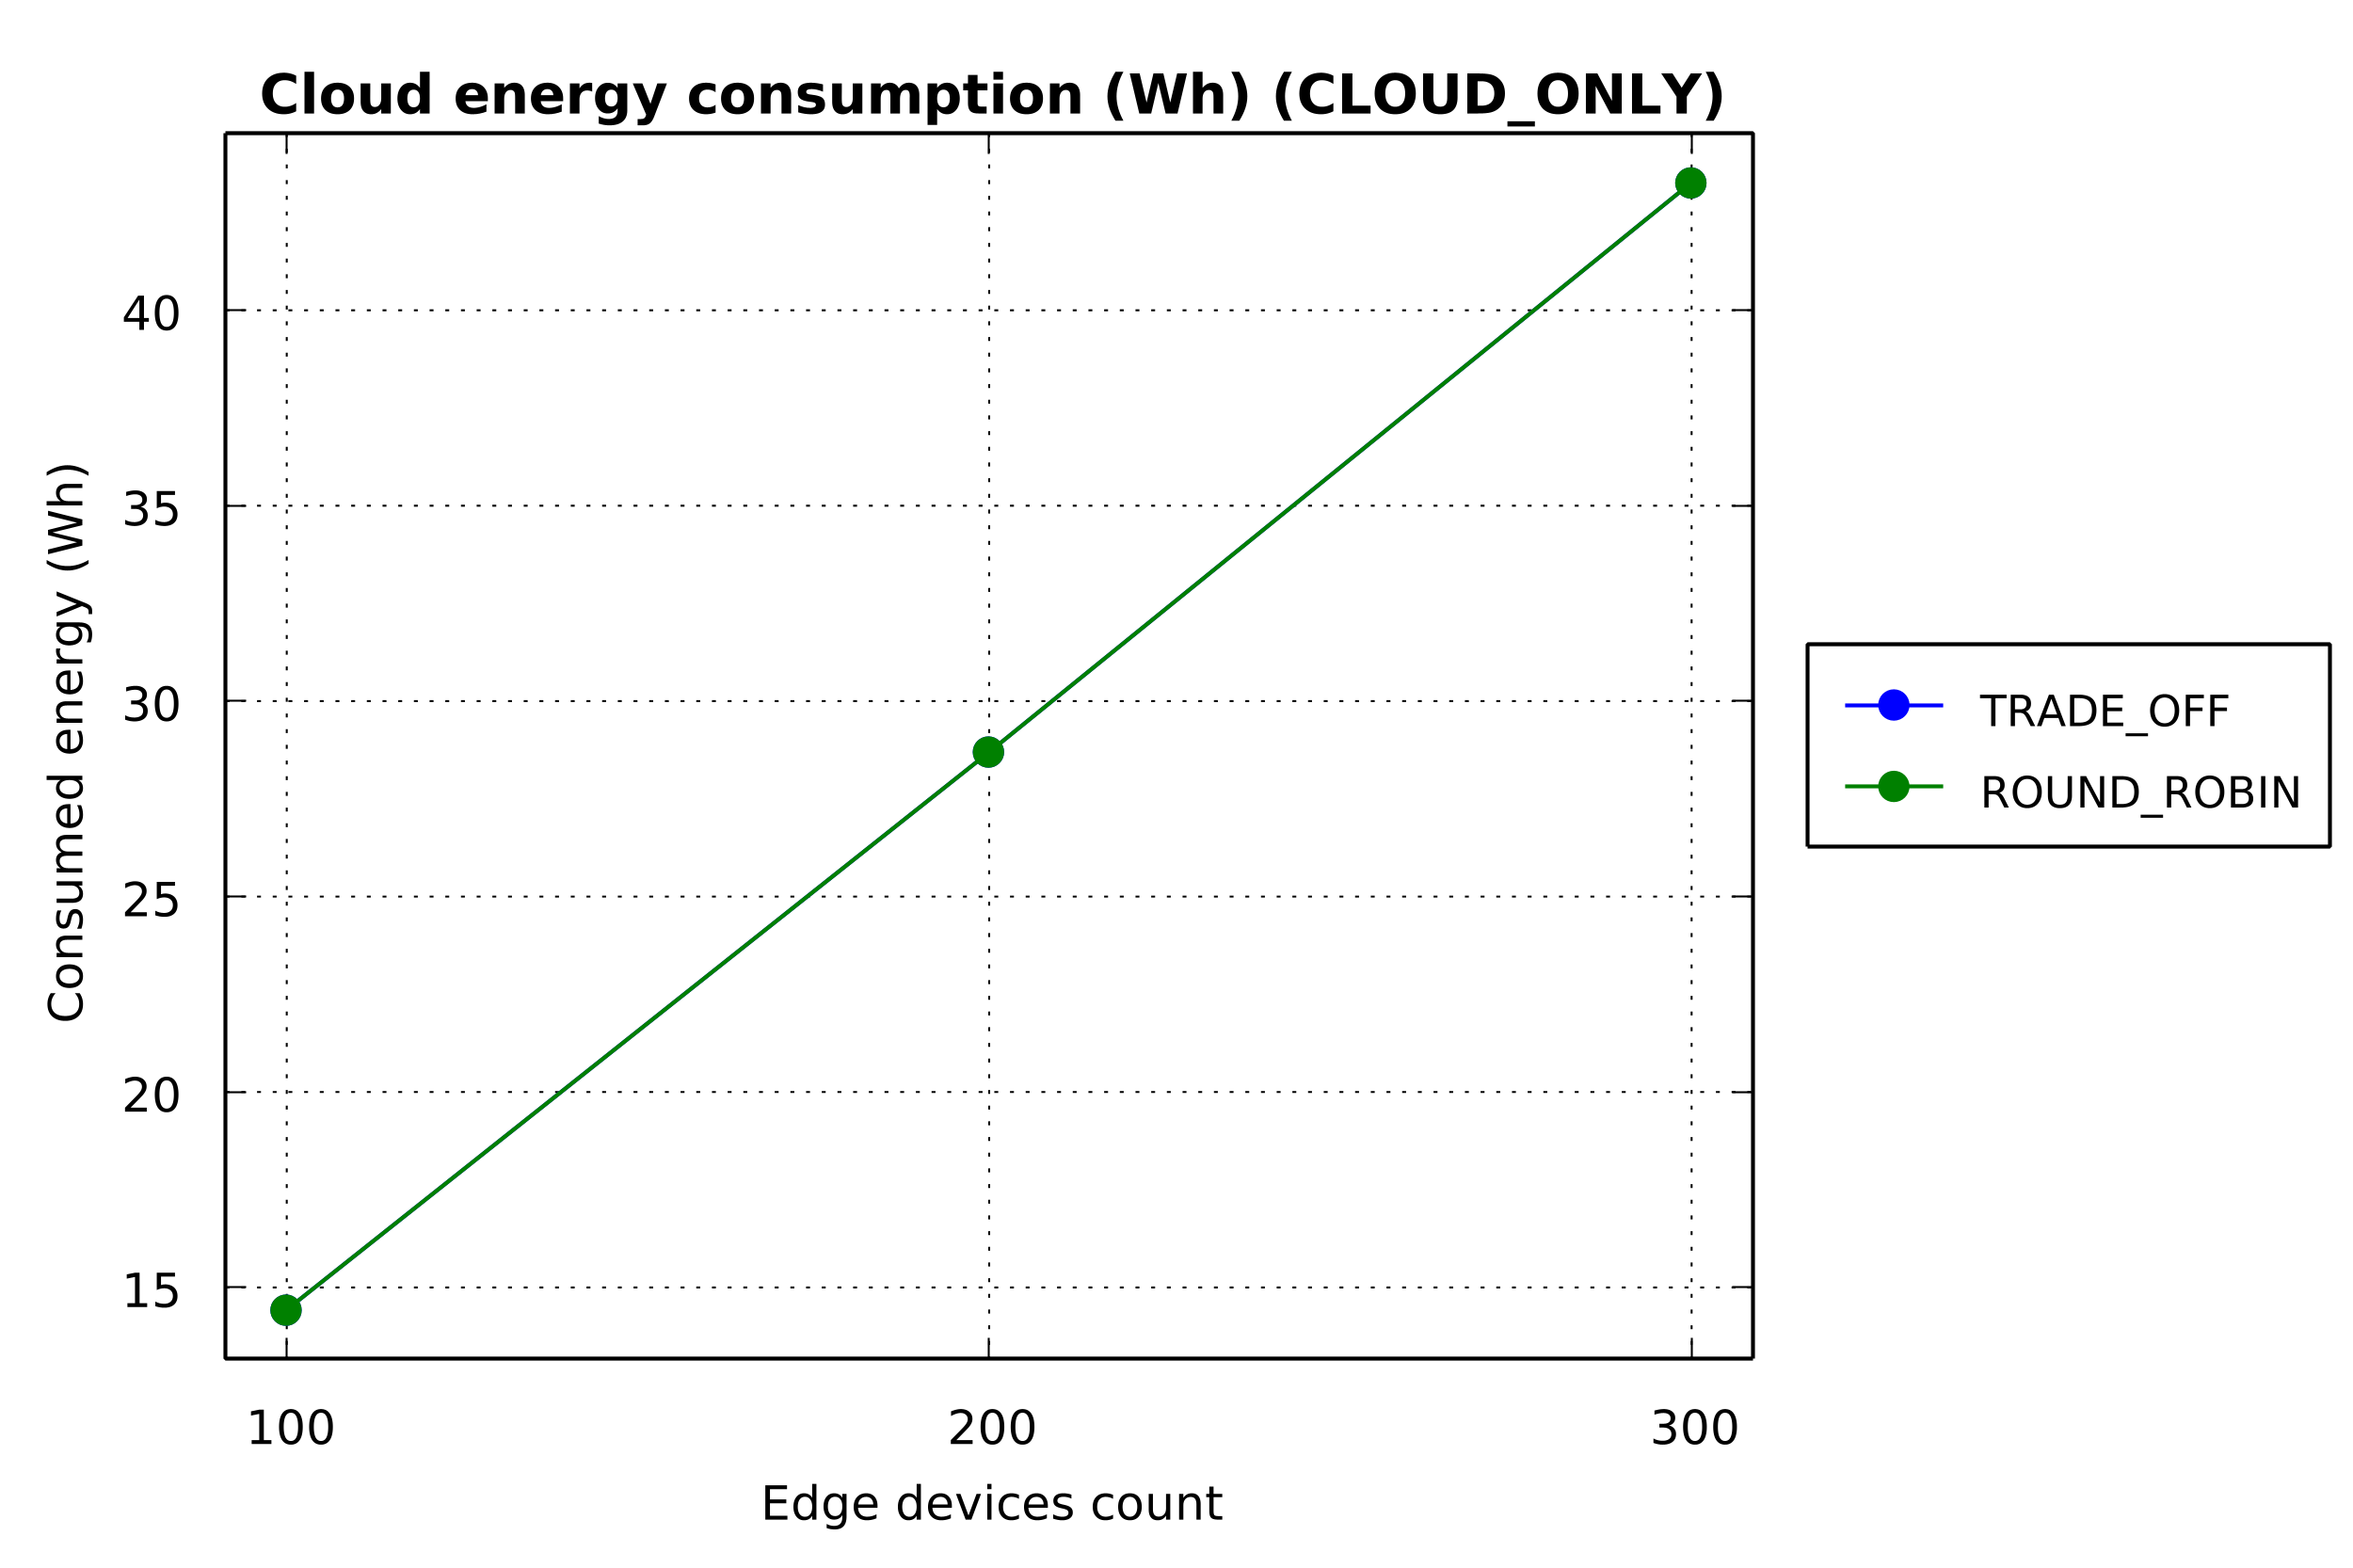 Cloud energy consumption (Wh) (CLOUD_ONLY)
Consumed energy (Wh)
40
35
30
25
20
15
100 200 300
Edge devices count
TRADE_OFF
ROUND_ROBIN